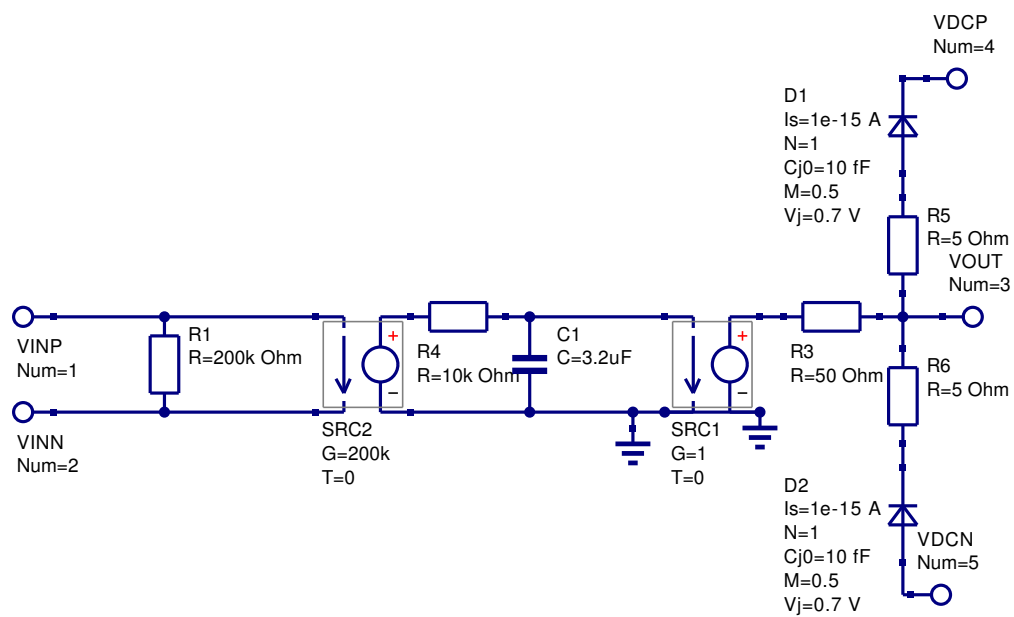 VDCP
Num=4
D1
Is=1e-15 A
N=1
Cj0=10 fF
M=0.5
Vj=0.7 V
R5
R=5 Ohm
VOUT
Num=3
VINP
Num=1
R1
R=200k Ohm
+
R4
R=10k Ohm
−
C1
C=3.2uF
+
−
R3
R=50 Ohm
R6
R=5 Ohm
VINN
Num=2
SRC2
G=200k
T=0
SRC1
G=1
T=0
D2
Is=1e-15 A
N=1
Cj0=10 fF
M=0.5
Vj=0.7 V
VDCN
Num=5